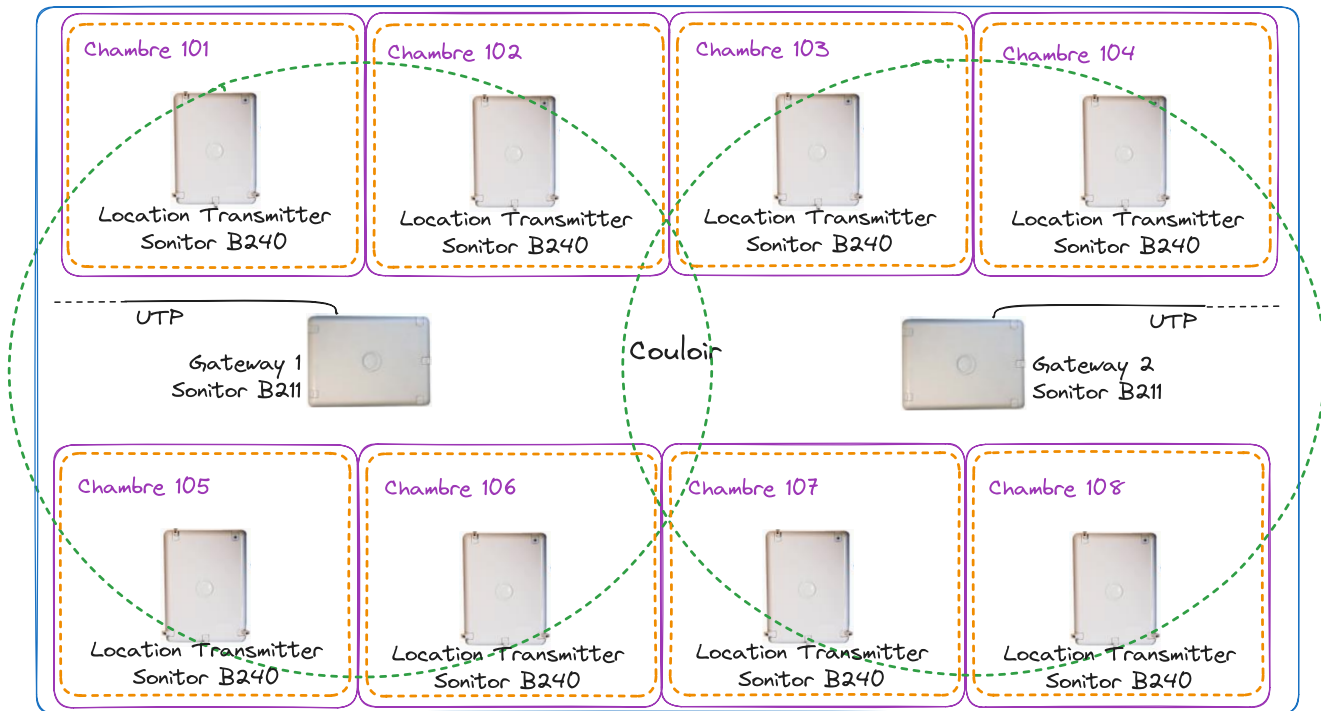 Chambre 101
Chambre 102
Chambre 103
Chambre 104
Location Transmitter
Sonitor B240
Location Transmitter
Sonitor B240
Location Transmitter
Sonitor B240
Location Transmitter
Sonitor B240
UTP
Gateway 1
Sonitor B211
Couloir
UTP
Gateway 2
Sonitor B211
Chambre 105
Chambre 106
Chambre 107
Chambre 108
Location Transmitter
Sonitor B240
Location Transmitter
Sonitor B240
Location Transmitter
Sonitor B240
Location Transmitter
Sonitor B240